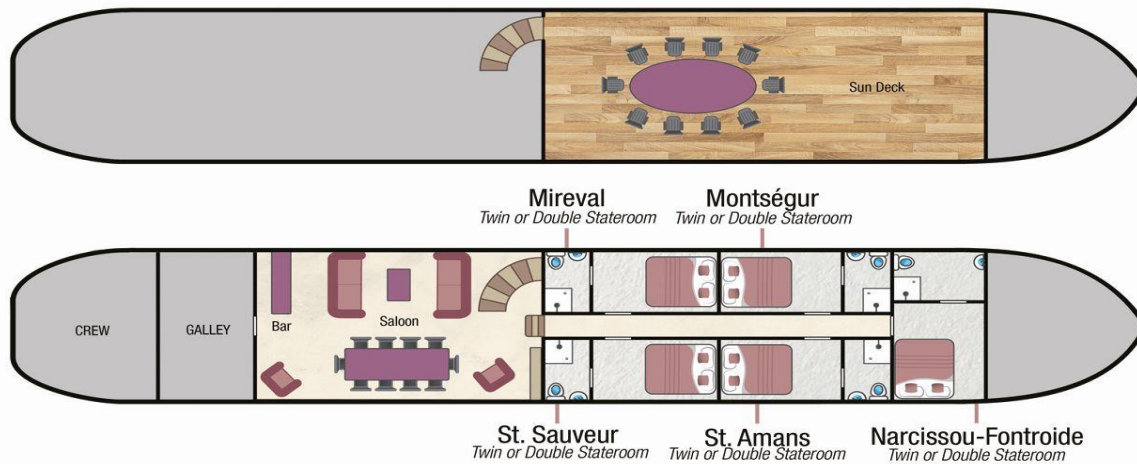 Sun Deck
Mireval
Twin or Double Stateroom
Montségur
Twin or Double Stateroom
CREW
GALLEY
Bar
Saloon
St. Sauveur
Twin or Double Stateroom
St. Amans
Twin or Double Stateroom
Narcissou-Fontroide
Twin or Double Stateroom